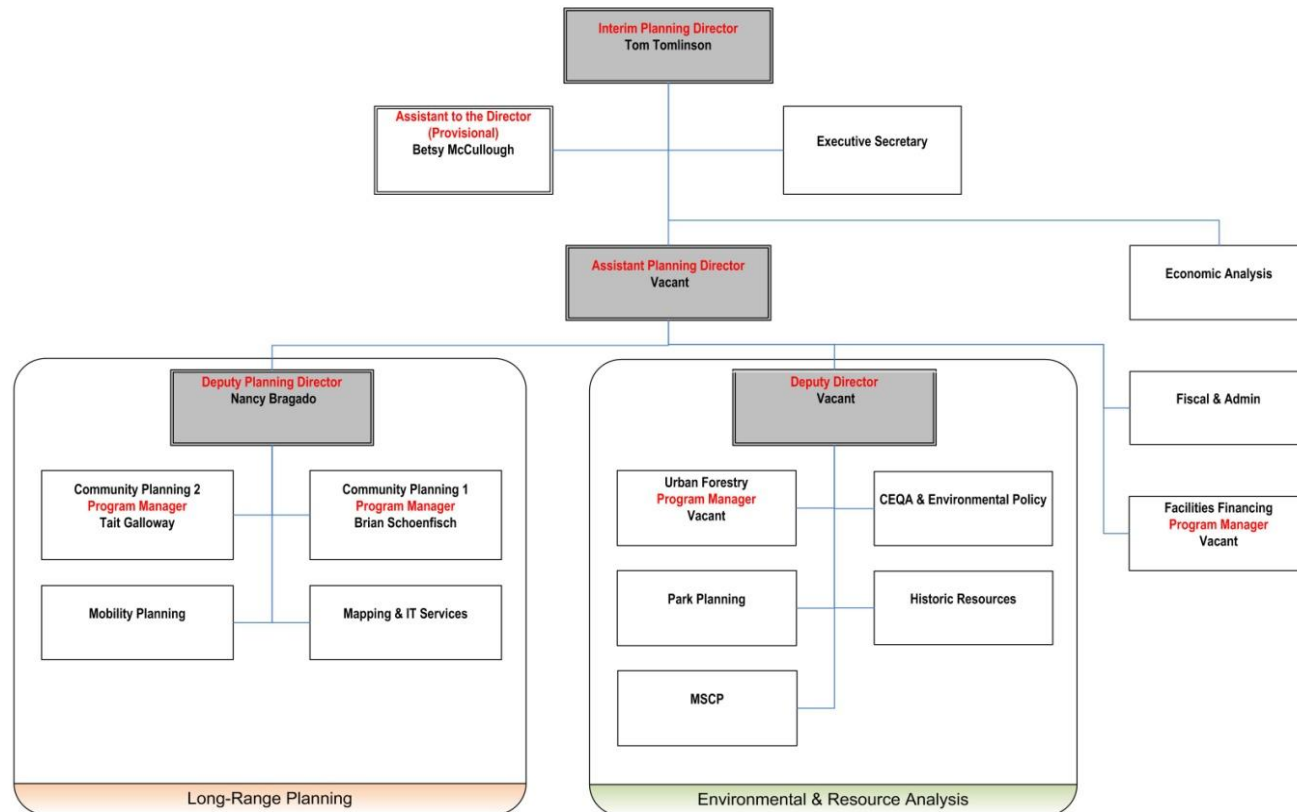 Interim Planning Director
Tom Tomlinson
Assistant to the Director
(Provisional)
Betsy McCullough
Executive Secretary
Assistant Planning Director
Vacant
Economic Analysis
Deputy Planning Director
Nancy Bragado
Deputy Director
Vacant
Fiscal & Admin
Community Planning 2
Program Manager
Tait Galloway
Community Planning 1
Program Manager
Brian Schoenfisch
Urban Forestry
Program Manager
Vacant
CEQA & Environmental Policy
Facilities Financing
Program Manager
Vacant
Mobility Planning
Mapping & IT Services
Park Planning
Historic Resources
MSCP
Long-Range Planning
Environmental & Resource Analysis